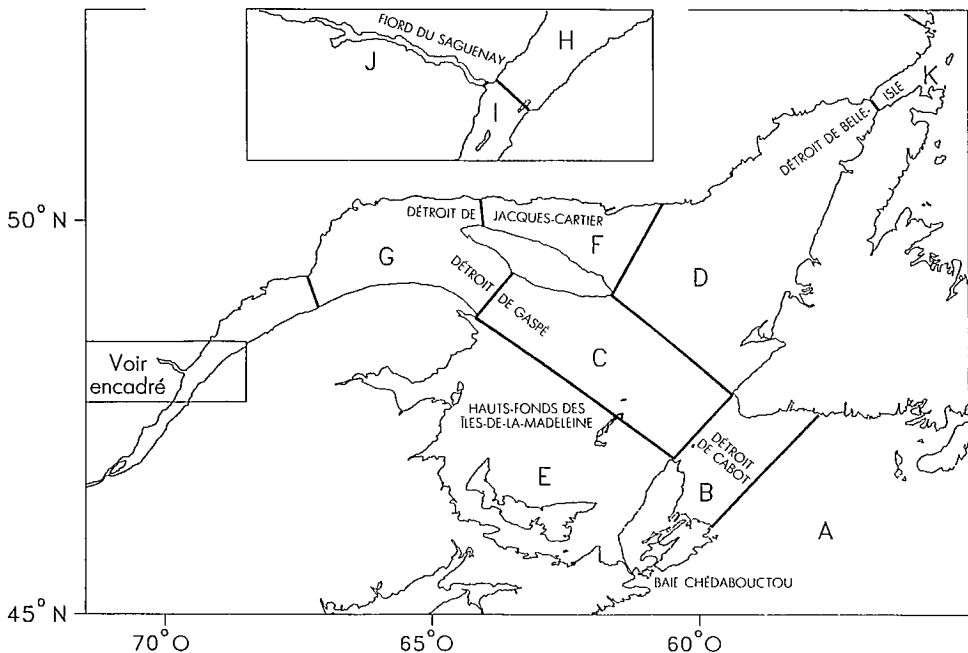 FIORD DU SAGUENAY
H
J
I
K
DÉTROIT DE BELLE-
ISLE
50° N
DÉTROIT DE
JACQUES-CARTIER
F
G
D
DÉTROIT
DE GASPÉ
C
Voir
encadré
HAUTS-FONDS DES
ÎLES-DE-LA-MADELEINE
DÉTROIT
DE CABOT
E
B
A
BAIE CHÉDABOUCTOU
45° N
70°O
65°O
60°O